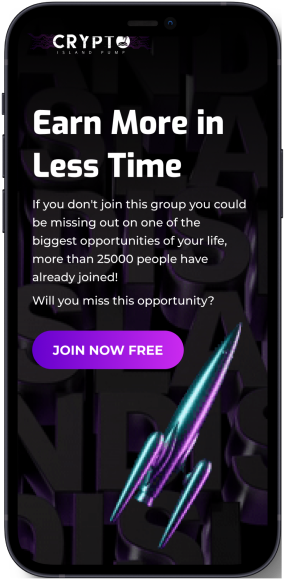 CRYPTO
ISLAND PUMP
Earn More in
Less Time
If you don't join this group you could
be missing out on one of the
biggest opportunities of your life,
more than 25000 people have
already joined!
Will you miss this opportunity?
JOIN NOW FREE